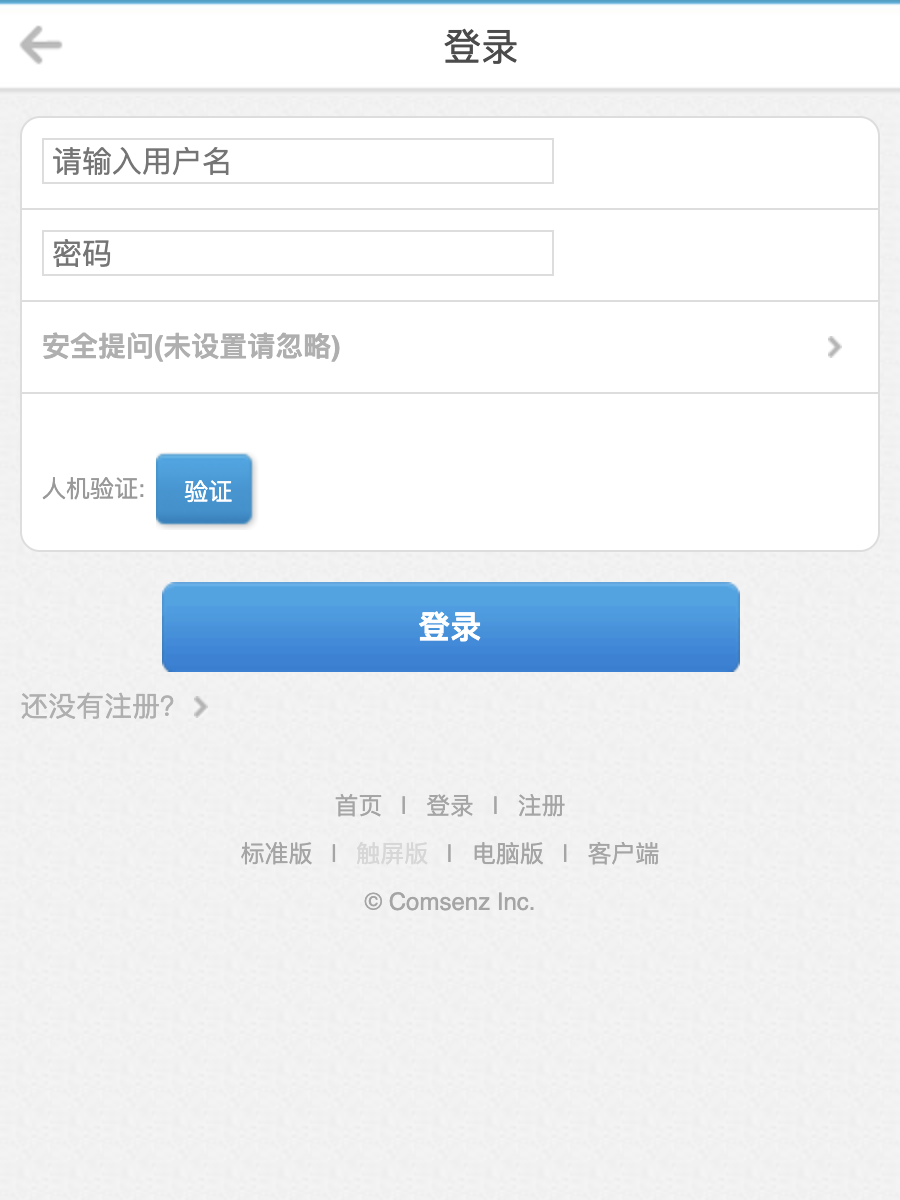 登录
请输入用户名
密码
安全提问(未设置请忽略)
人机验证: 验证
登录
还没有注册?
首页 | 登录 | 注册
标准版 | 触屏版 | 电脑版 | 客户端
© Comsenz Inc.